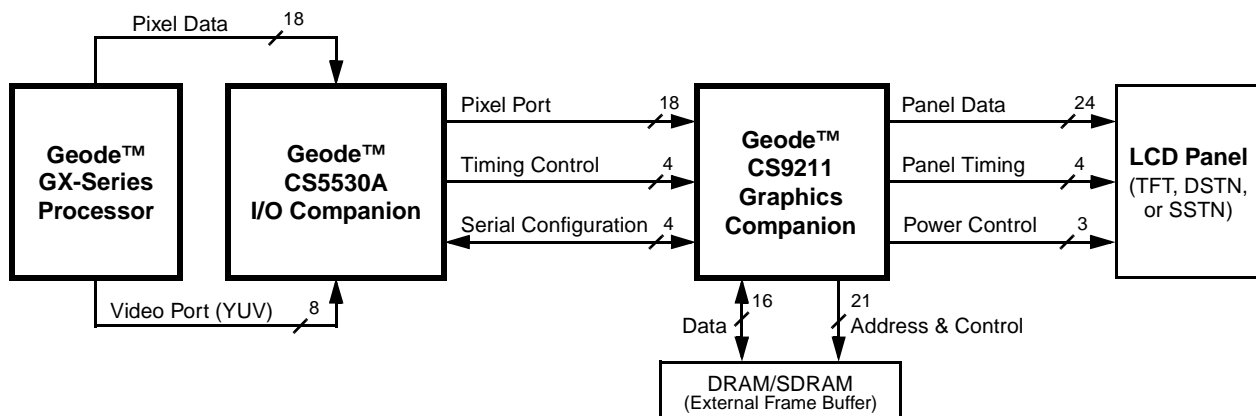 Pixel Data 18
Geode™
GX-Series
Processor
Geode™
CS5530A
I/O Companion
Video Port (YUV) 8
Pixel Port 18
Timing Control 4
Serial Configuration 4
Geode™
CS9211
Graphics
Companion
Panel Data 24
Panel Timing 4
Power Control 3
LCD Panel
(TFT, DSTN,
or SSTN)
16
Data
21
Address & Control
DRAM/SDRAM
(External Frame Buffer)